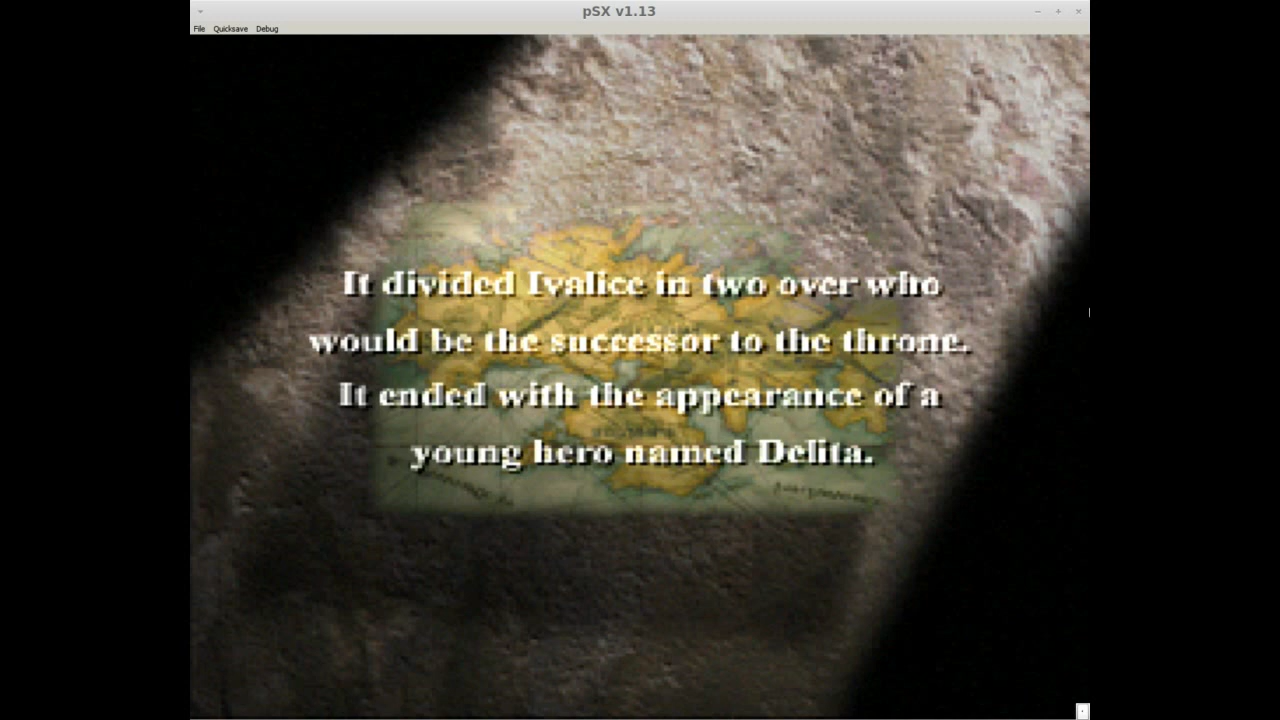 pSX v1.13
File Quicksave Debug
It divided Ivalice in two over who
would be the successor to the throne.
It ended with the appearance of a
young hero named Delita.